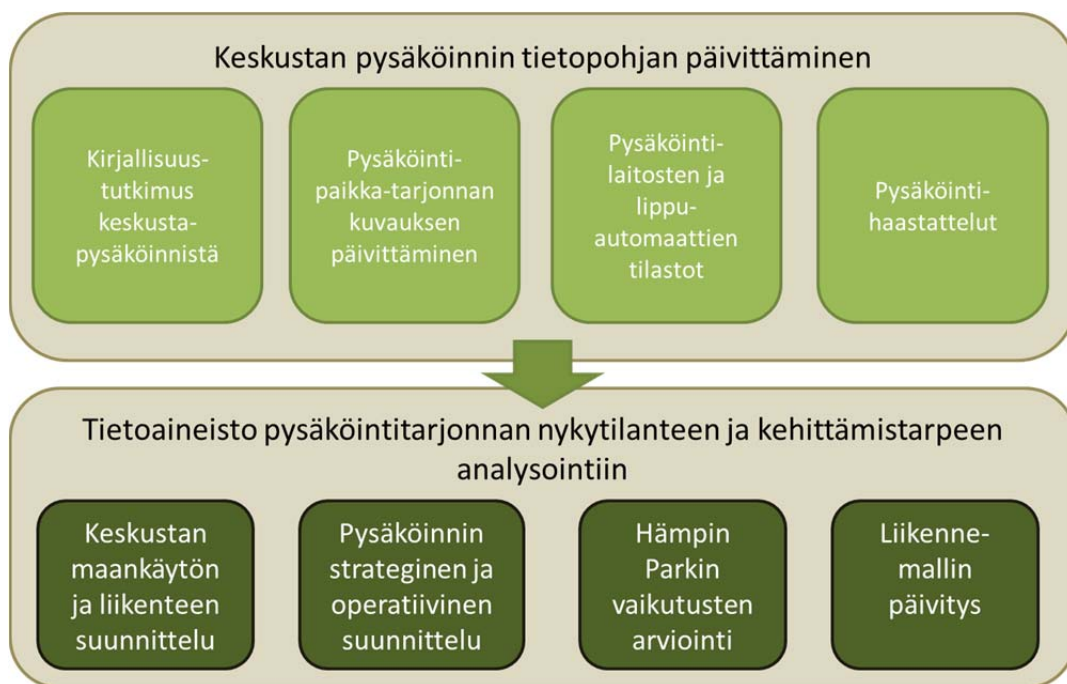 Keskustan pysäköinnin tietopohjan päivittäminen
Kirjallisuus-
tutkimus
keskusta-
pysäköinnistä
Pysäköinti-
paikka-tarjonnan
kuvauksen
päivittäminen
Pysäköinti-
laitosten ja
lippu-
automaattien
tilastot
Pysäköinti-
haastattelut
Tietoaineisto pysäköintitarjonnan nykytilanteen ja kehittämistarpeen
analysointiin
Keskustan
maankäytön
ja liikenteen
suunnittelu
Pysäköinnin
strateginen ja
operatiivinen
suunnittelu
Hämpin
Parkin
vaikutusten
arviointi
Liikenne-
mallin
päivitys